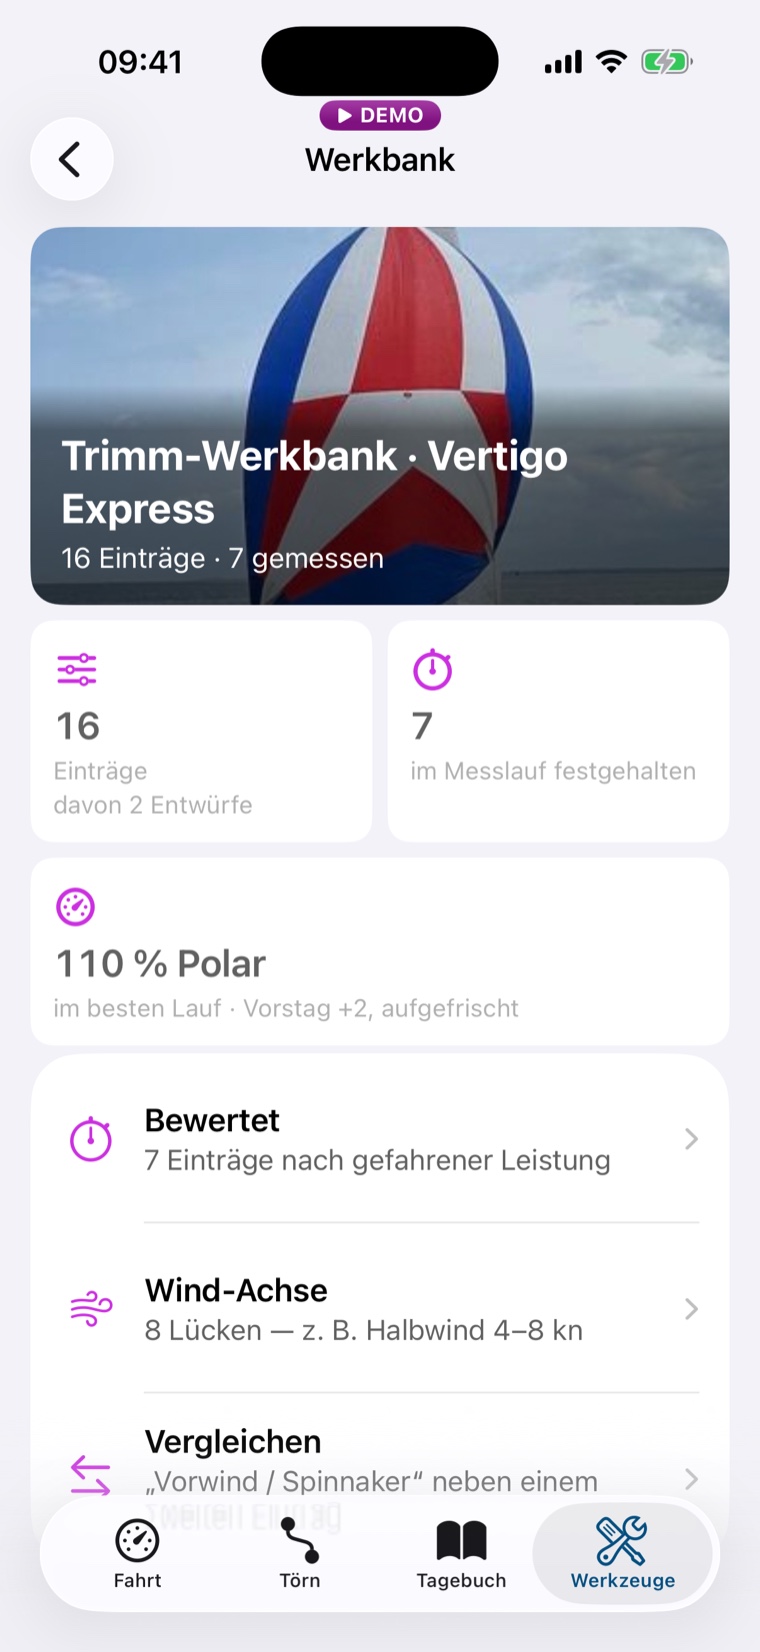 09:41
DEMO
Werkbank
Trimm-Werkbank · Vertigo
Express
16 Einträge · 7 gemessen
16
Einträge
davon 2 Entwürfe
7
im Messlauf festgehalten
110 % Polar
im besten Lauf · Vorstag +2, aufgefrischt
Bewertet
7 Einträge nach gefahrener Leistung
Wind-Achse
8 Lücken — z. B. Halbwind 4–8 kn
Vergleichen
„Vorwind / Spinnaker“ neben einem
Fahrt
Törn
Tagebuch
Werkzeuge